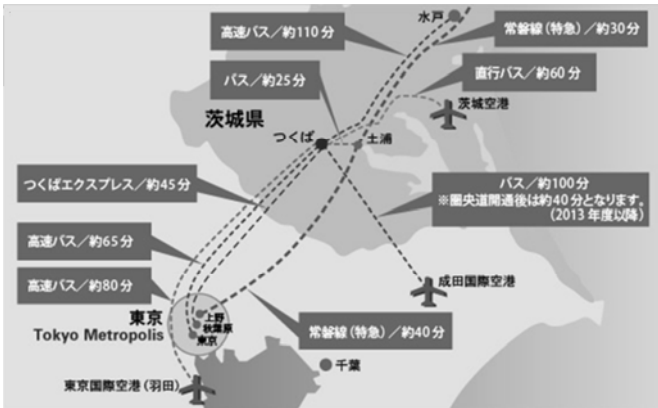 水戸
高速バス／約110分
常磐線（特急）／約30分
バス／約25分
直行バス／約60分
茨城県
茨城空港
つくば
土浦
つくばエクスプレス／約45分
バス／約100分
※圏央道開通後は約40分となります。
（2013年度以降）
高速バス／約65分
高速バス／約80分
成田国際空港
東京
Tokyo Metropolis
上野
秋葉原
東京
常磐線（特急）／約40分
千葉
東京国際空港（羽田）